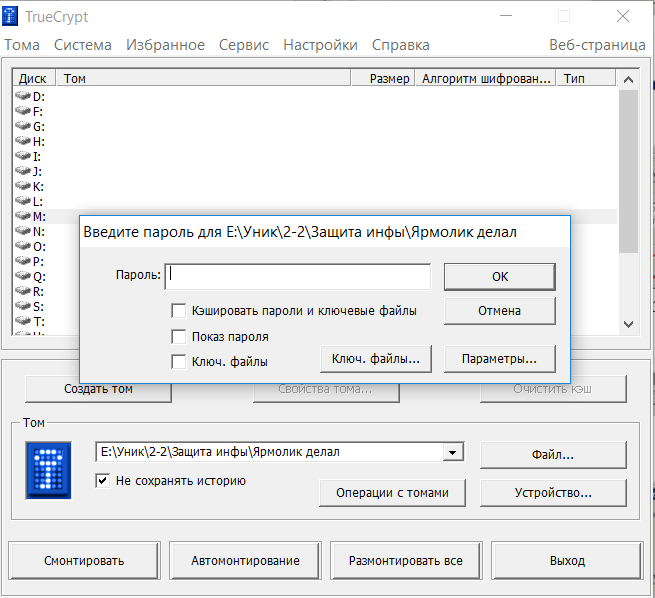 TrueCrypt
Тома Система Избранное Сервис Настройки Справка Веб-страница
Диск Том Размер Алгоритм шифрован... Тип
D:
F:
G:
H:
I:
J:
K:
L:
M:
N:
O:
P:
Q:
R:
S:
T:
Введите пароль для E:\Уник\2-2\Защита инфы\Ярмолик делал
Пароль: OK
Кэшировать пароли и ключевые файлы Отмена
Показ пароля
Ключ. файлы Ключ. файлы... Параметры...
Создать том Свойства тома... Очистить кэш
Том
E:\Уник\2-2\Защита инфы\Ярмолик делал Файл...
Не сохранять историю Операции с томами Устройство...
Смонтировать Автомонтирование Размонтировать все Выход